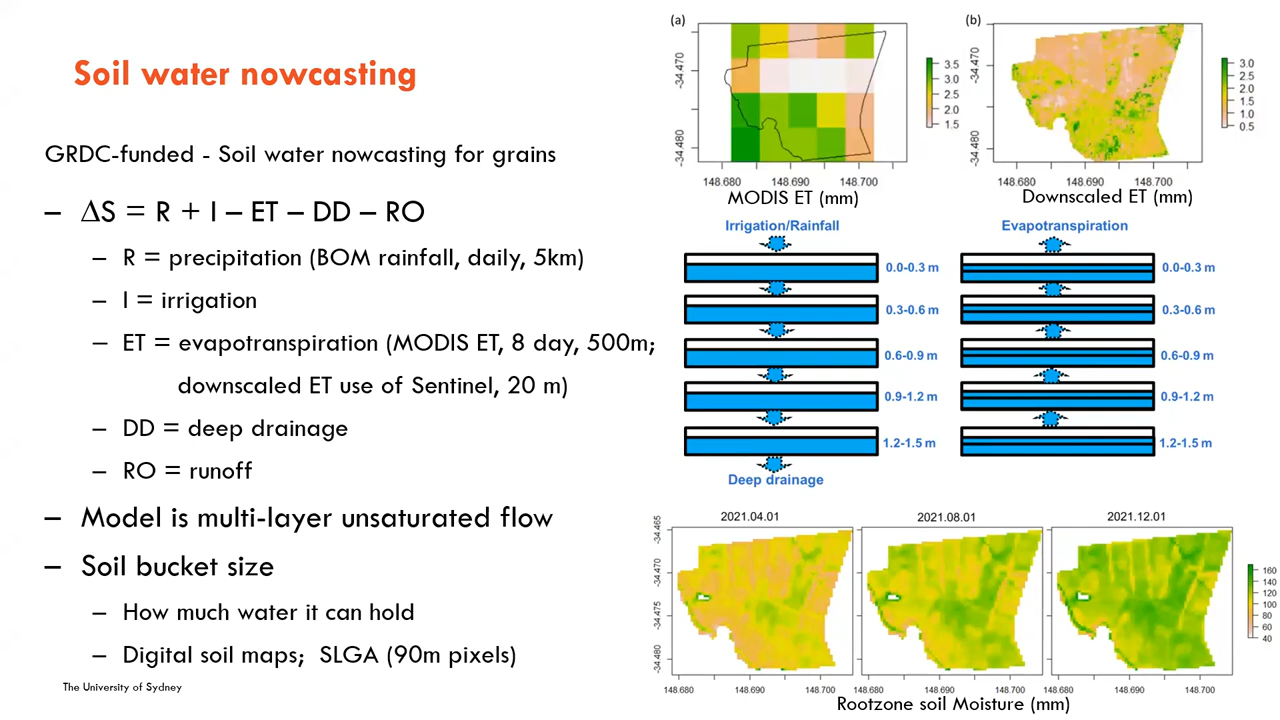 Soil water nowcasting
GRDC-funded - Soil water nowcasting for grains
– ΔS = R + I – ET – DD – RO
– R = precipitation (BOM rainfall, daily, 5km)
– I = irrigation
– ET = evapotranspiration (MODIS ET, 8 day, 500m;
downscaled ET use of Sentinel, 20 m)
– DD = deep drainage
– RO = runoff
– Model is multi-layer unsaturated flow
– Soil bucket size
– How much water it can hold
– Digital soil maps; SLGA (90m pixels)
The University of Sydney
(a)
-34.470
-34.480
3.5
3.0
2.5
2.0
1.5
148.680 148.690 148.700
MODIS ET (mm)
(b)
-34.470
-34.480
3.0
2.5
2.0
1.5
1.0
0.5
148.680 148.690 148.700
Downscaled ET (mm)
Irrigation/Rainfall
0.0-0.3 m
0.3-0.6 m
0.6-0.9 m
0.9-1.2 m
1.2-1.5 m
Deep drainage
Evapotranspiration
0.0-0.3 m
0.3-0.6 m
0.6-0.9 m
0.9-1.2 m
1.2-1.5 m
2021.04.01 2021.08.01 2021.12.01
-34.465
-34.470
-34.475
-34.480
160
140
120
100
80
60
40
148.680 148.690 148.700 148.680 148.690 148.700 148.680 148.690 148.700
Rootzone soil Moisture (mm)